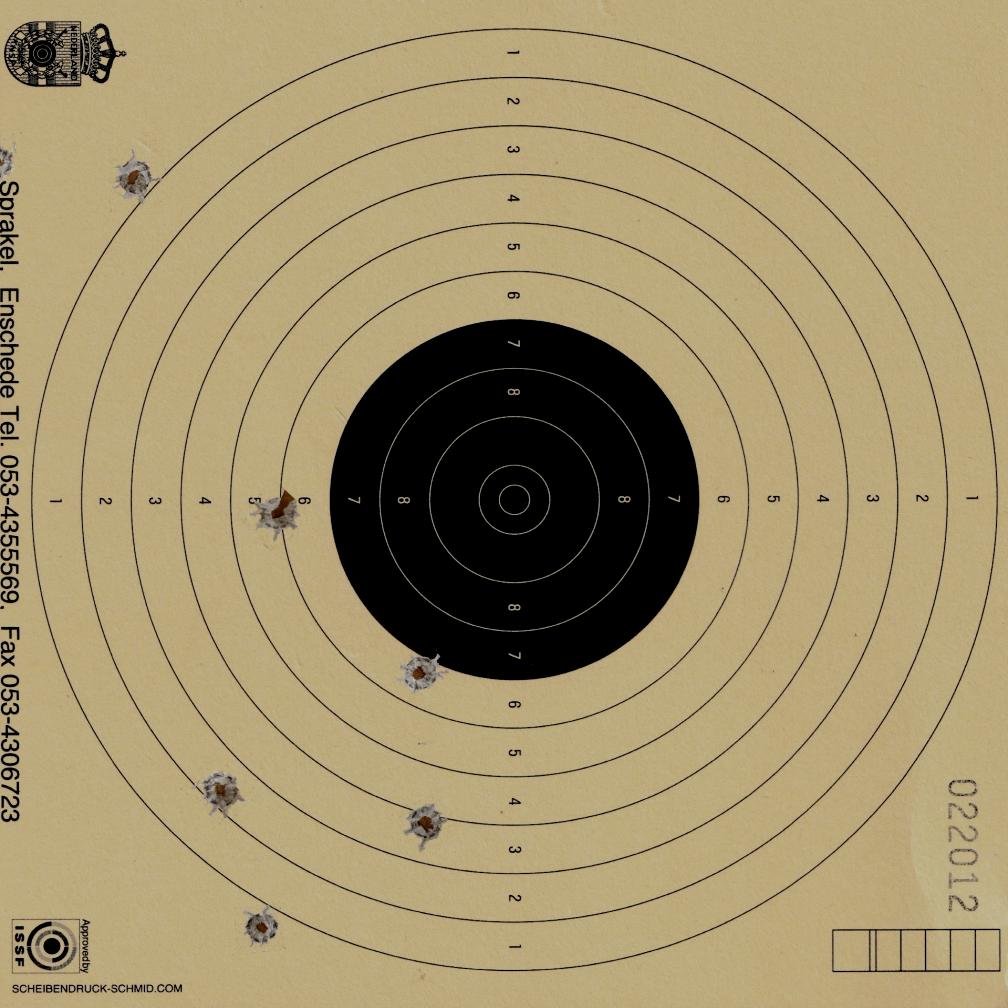 NEDERLAND
Sprakel, Enschede Tel. 053-4355569, Fax 053-4306723
1
2
3
4
5
6
7
8
1 2 3 4 5 6 7 8 8 7 6 5 4 3 2 1
8
7
6
5
4
3
2
1
022012
Approved by
ISSF
SCHEIBENDRUCK-SCHMID.COM